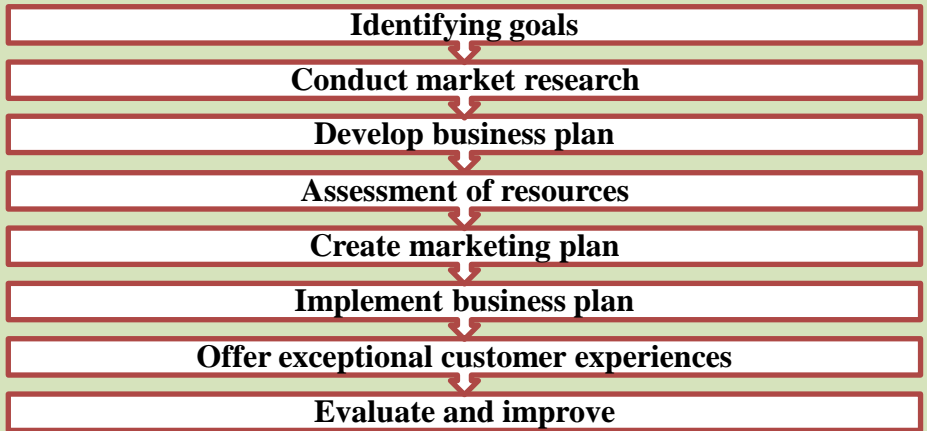 Identifying goals
Conduct market research
Develop business plan
Assessment of resources
Create marketing plan
Implement business plan
Offer exceptional customer experiences
Evaluate and improve